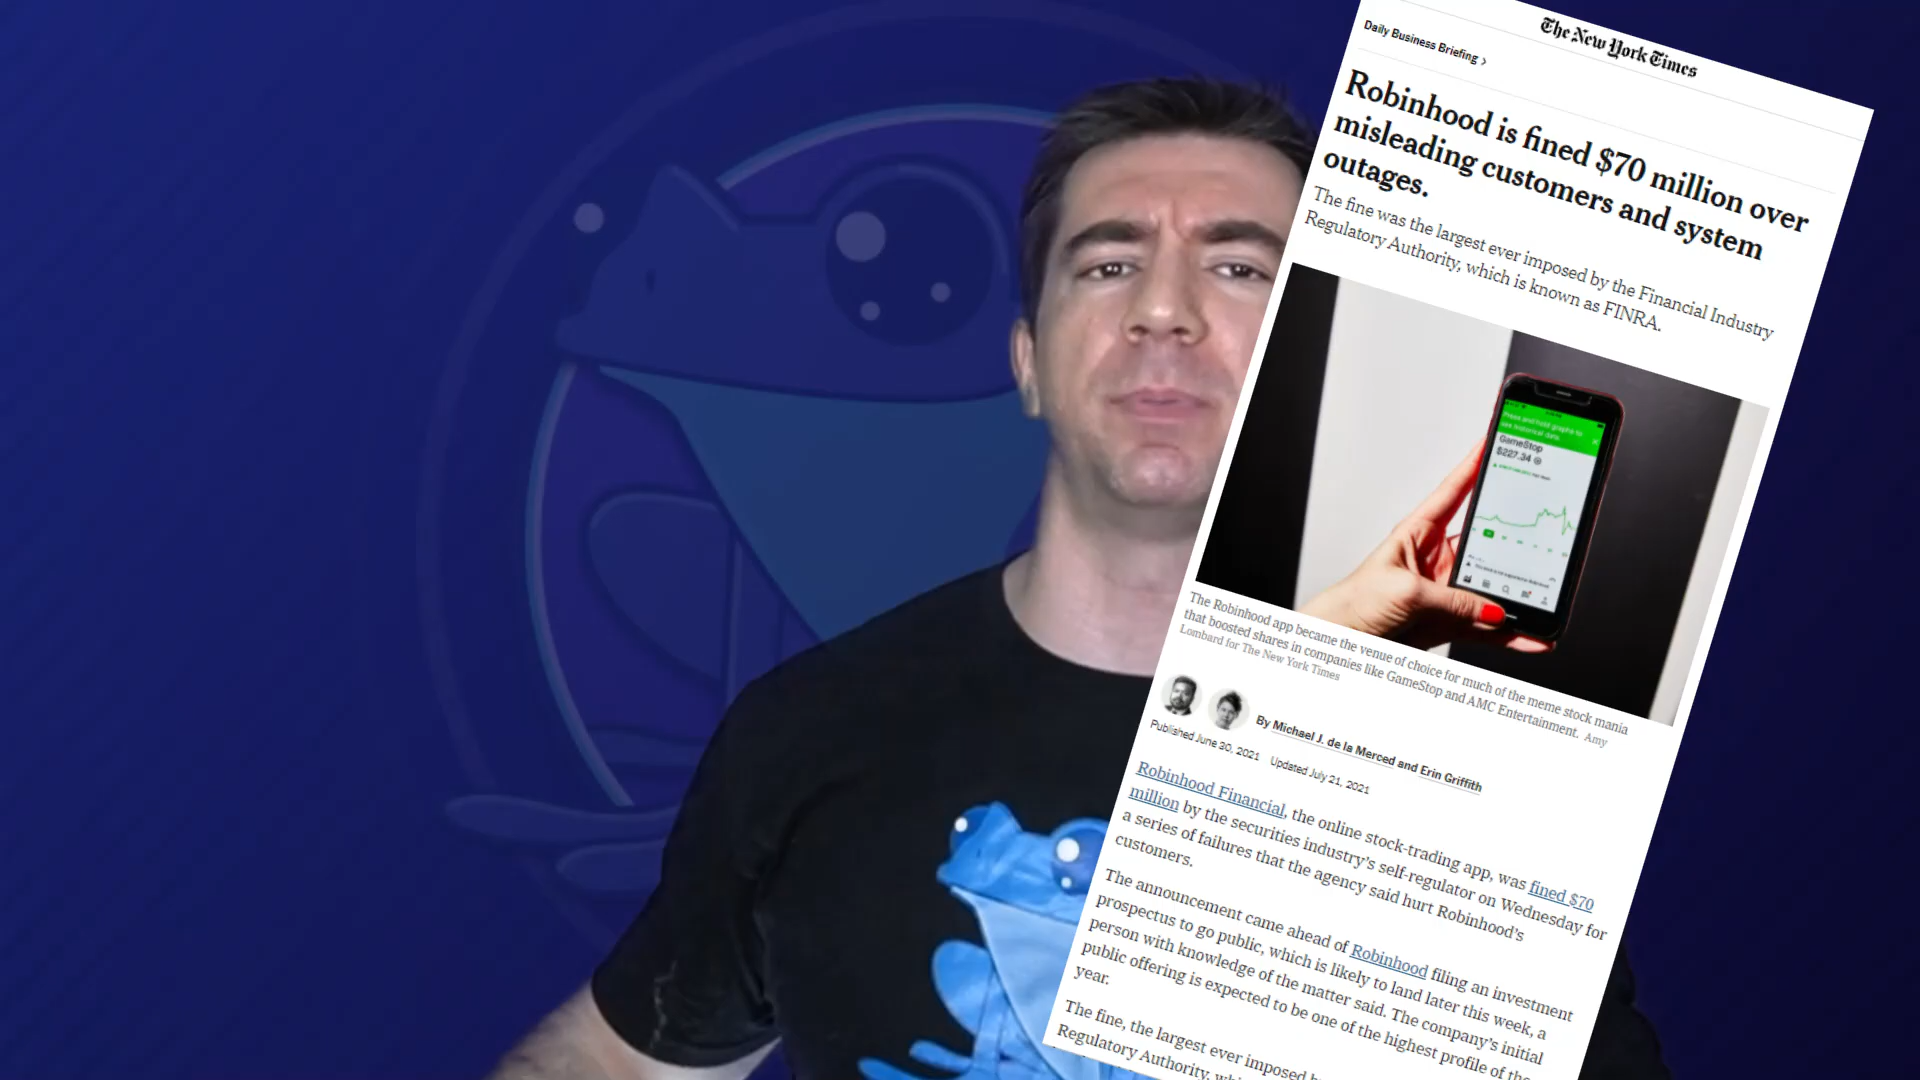 The New York Times
Daily Business Briefing >
Robinhood is fined $70 million over
misleading customers and system
outages.
The fine was the largest ever imposed by the Financial Industry
Regulatory Authority, which is known as FINRA.
Press and hold graphs to
see historical data.
GameStop
$227.34
The Robinhood app became the venue of choice for much of the meme stock mania
that boosted shares in companies like GameStop and AMC Entertainment. Amy
Lombard for The New York Times
By Michael J. de la Merced and Erin Griffith
Published June 30, 2021 Updated July 21, 2021
Robinhood Financial, the online stock-trading app, was fined $70
million by the securities industry's self-regulator on Wednesday for
a series of failures that the agency said hurt Robinhood's
customers.
The announcement came ahead of Robinhood filing an investment
prospectus to go public, which is likely to land later this week, a
person with knowledge of the matter said. The company's initial
public offering is expected to be one of the highest profile of the
year.
The fine, the largest ever imposed
Regulatory Authority,